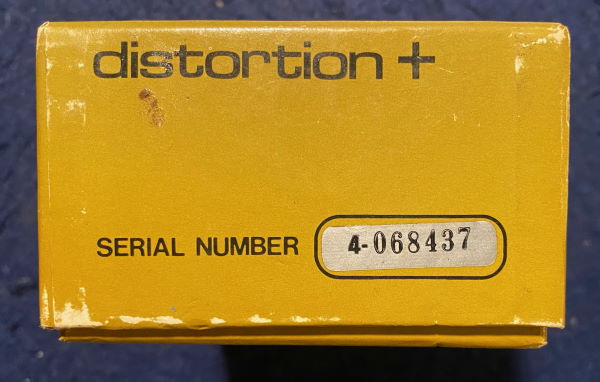 distortion +
SERIAL NUMBER 4-068437